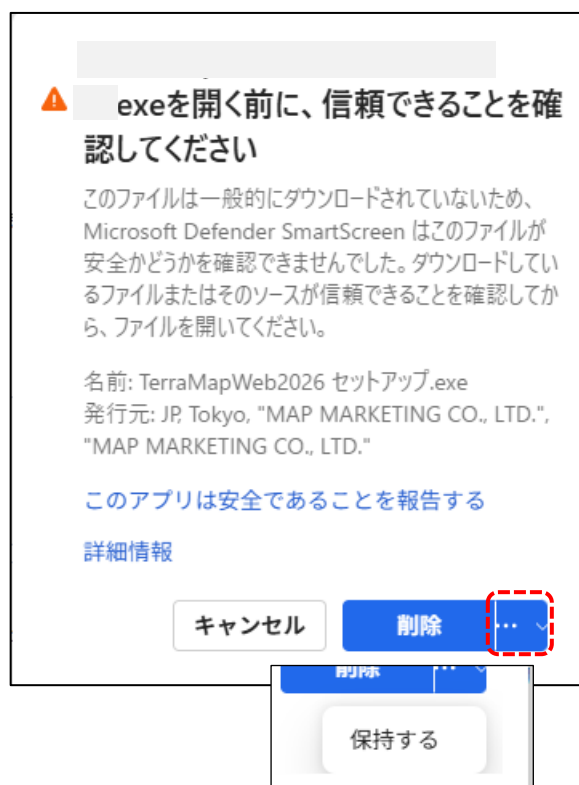 exeを開く前に、信頼できることを確
認してください
このファイルは一般的にダウンロードされていないため、
Microsoft Defender SmartScreen はこのファイルが
安全かどうかを確認できませんでした。ダウンロードしてい
るファイルまたはそのソースが信頼できることを確認してか
ら、ファイルを開いてください。
名前: TerraMapWeb2026 セットアップ.exe
発行元: JP, Tokyo, "MAP MARKETING CO., LTD.",
"MAP MARKETING CO., LTD."
このアプリは安全であることを報告する
詳細情報
キャンセル 削除 ···
削除 ···
保持する